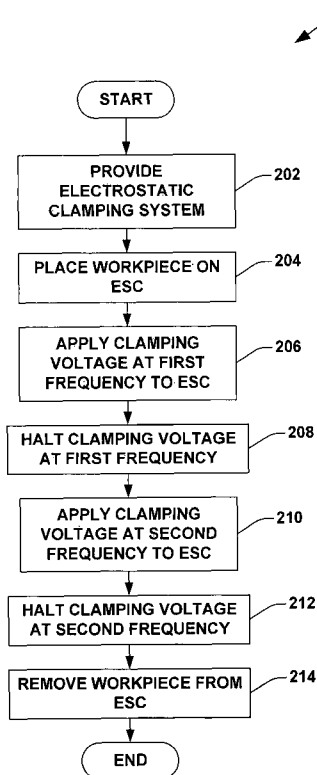 START
PROVIDE
ELECTROSTATIC
CLAMPING SYSTEM
202
PLACE WORKPIECE ON
ESC
204
APPLY CLAMPING
VOLTAGE AT FIRST
FREQUENCY TO ESC
206
HALT CLAMPING VOLTAGE
AT FIRST FREQUENCY
208
APPLY CLAMPING
VOLTAGE AT SECOND
FREQUENCY TO ESC
210
HALT CLAMPING VOLTAGE
AT SECOND FREQUENCY
212
REMOVE WORKPIECE FROM
ESC
214
END